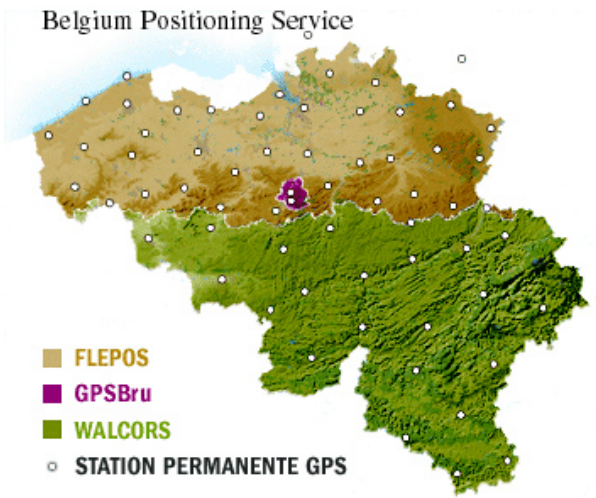 Belgium Positioning Service
FLEPOS
GPSBru
WALCORS
STATION PERMANENTE GPS